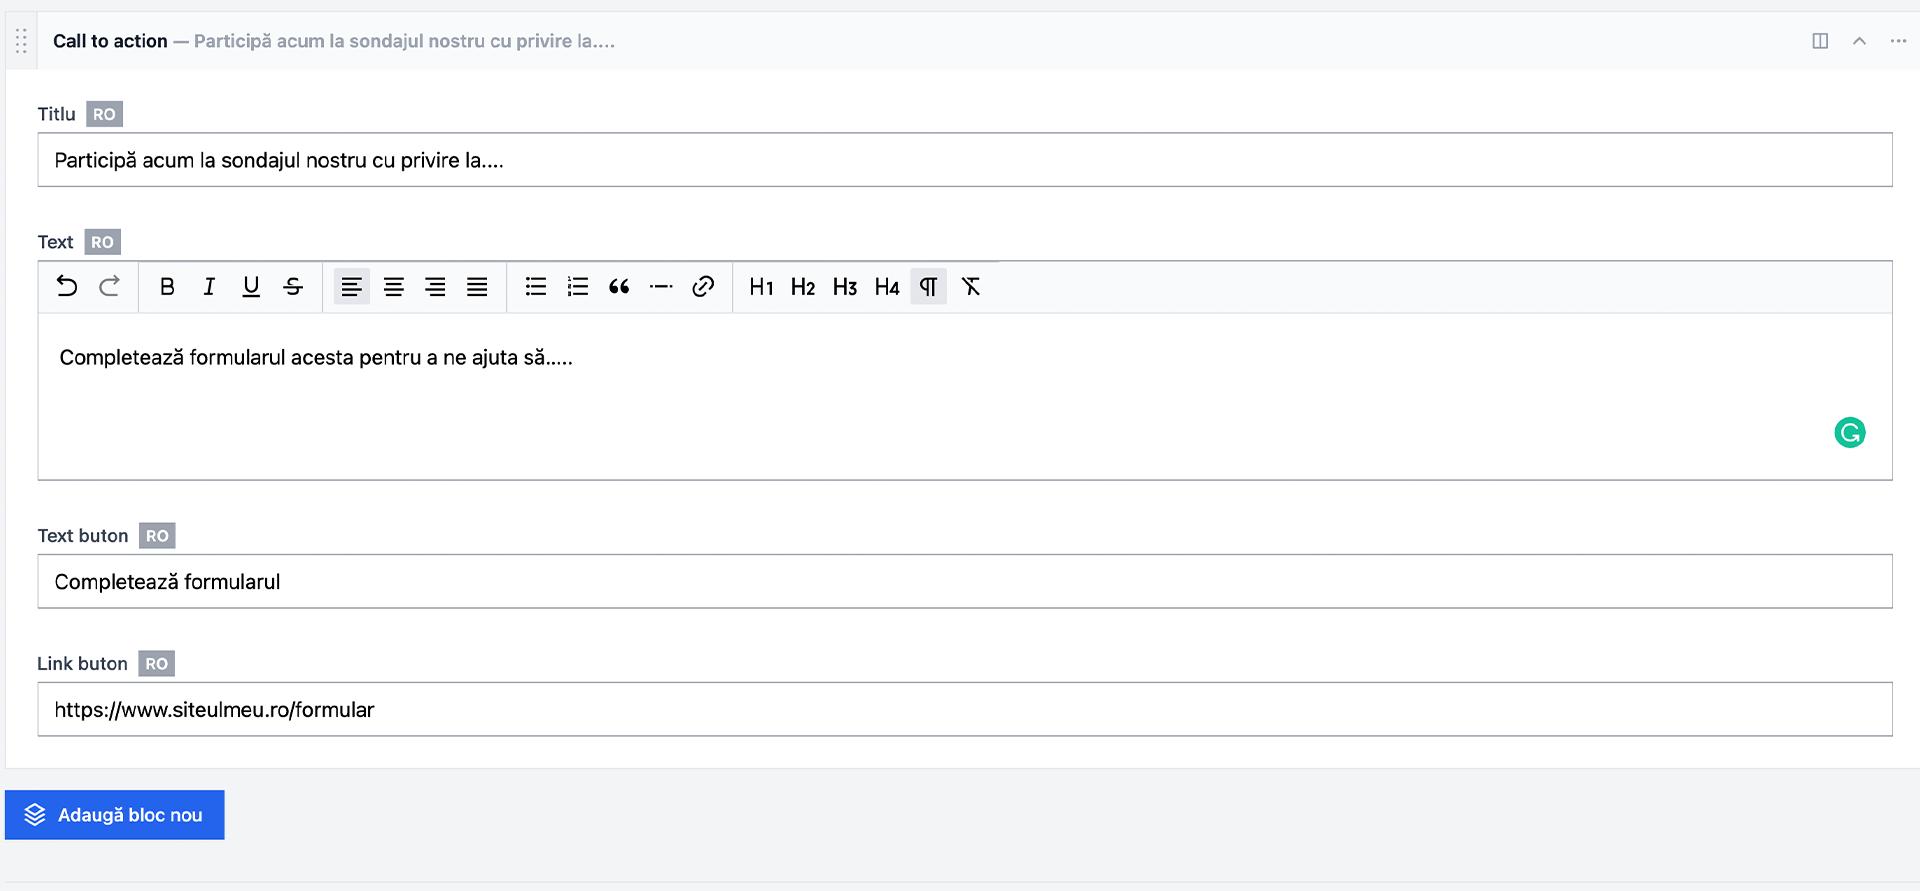 Call to action — Participă acum la sondajul nostru cu privire la....
Titlu RO
Participă acum la sondajul nostru cu privire la....
Text RO
B I U S H1 H2 H3 H4 ¶
Completează formularul acesta pentru a ne ajuta să.....
Text buton RO
Completează formularul
Link buton RO
https://www.siteulmeu.ro/formular
Adaugă bloc nou